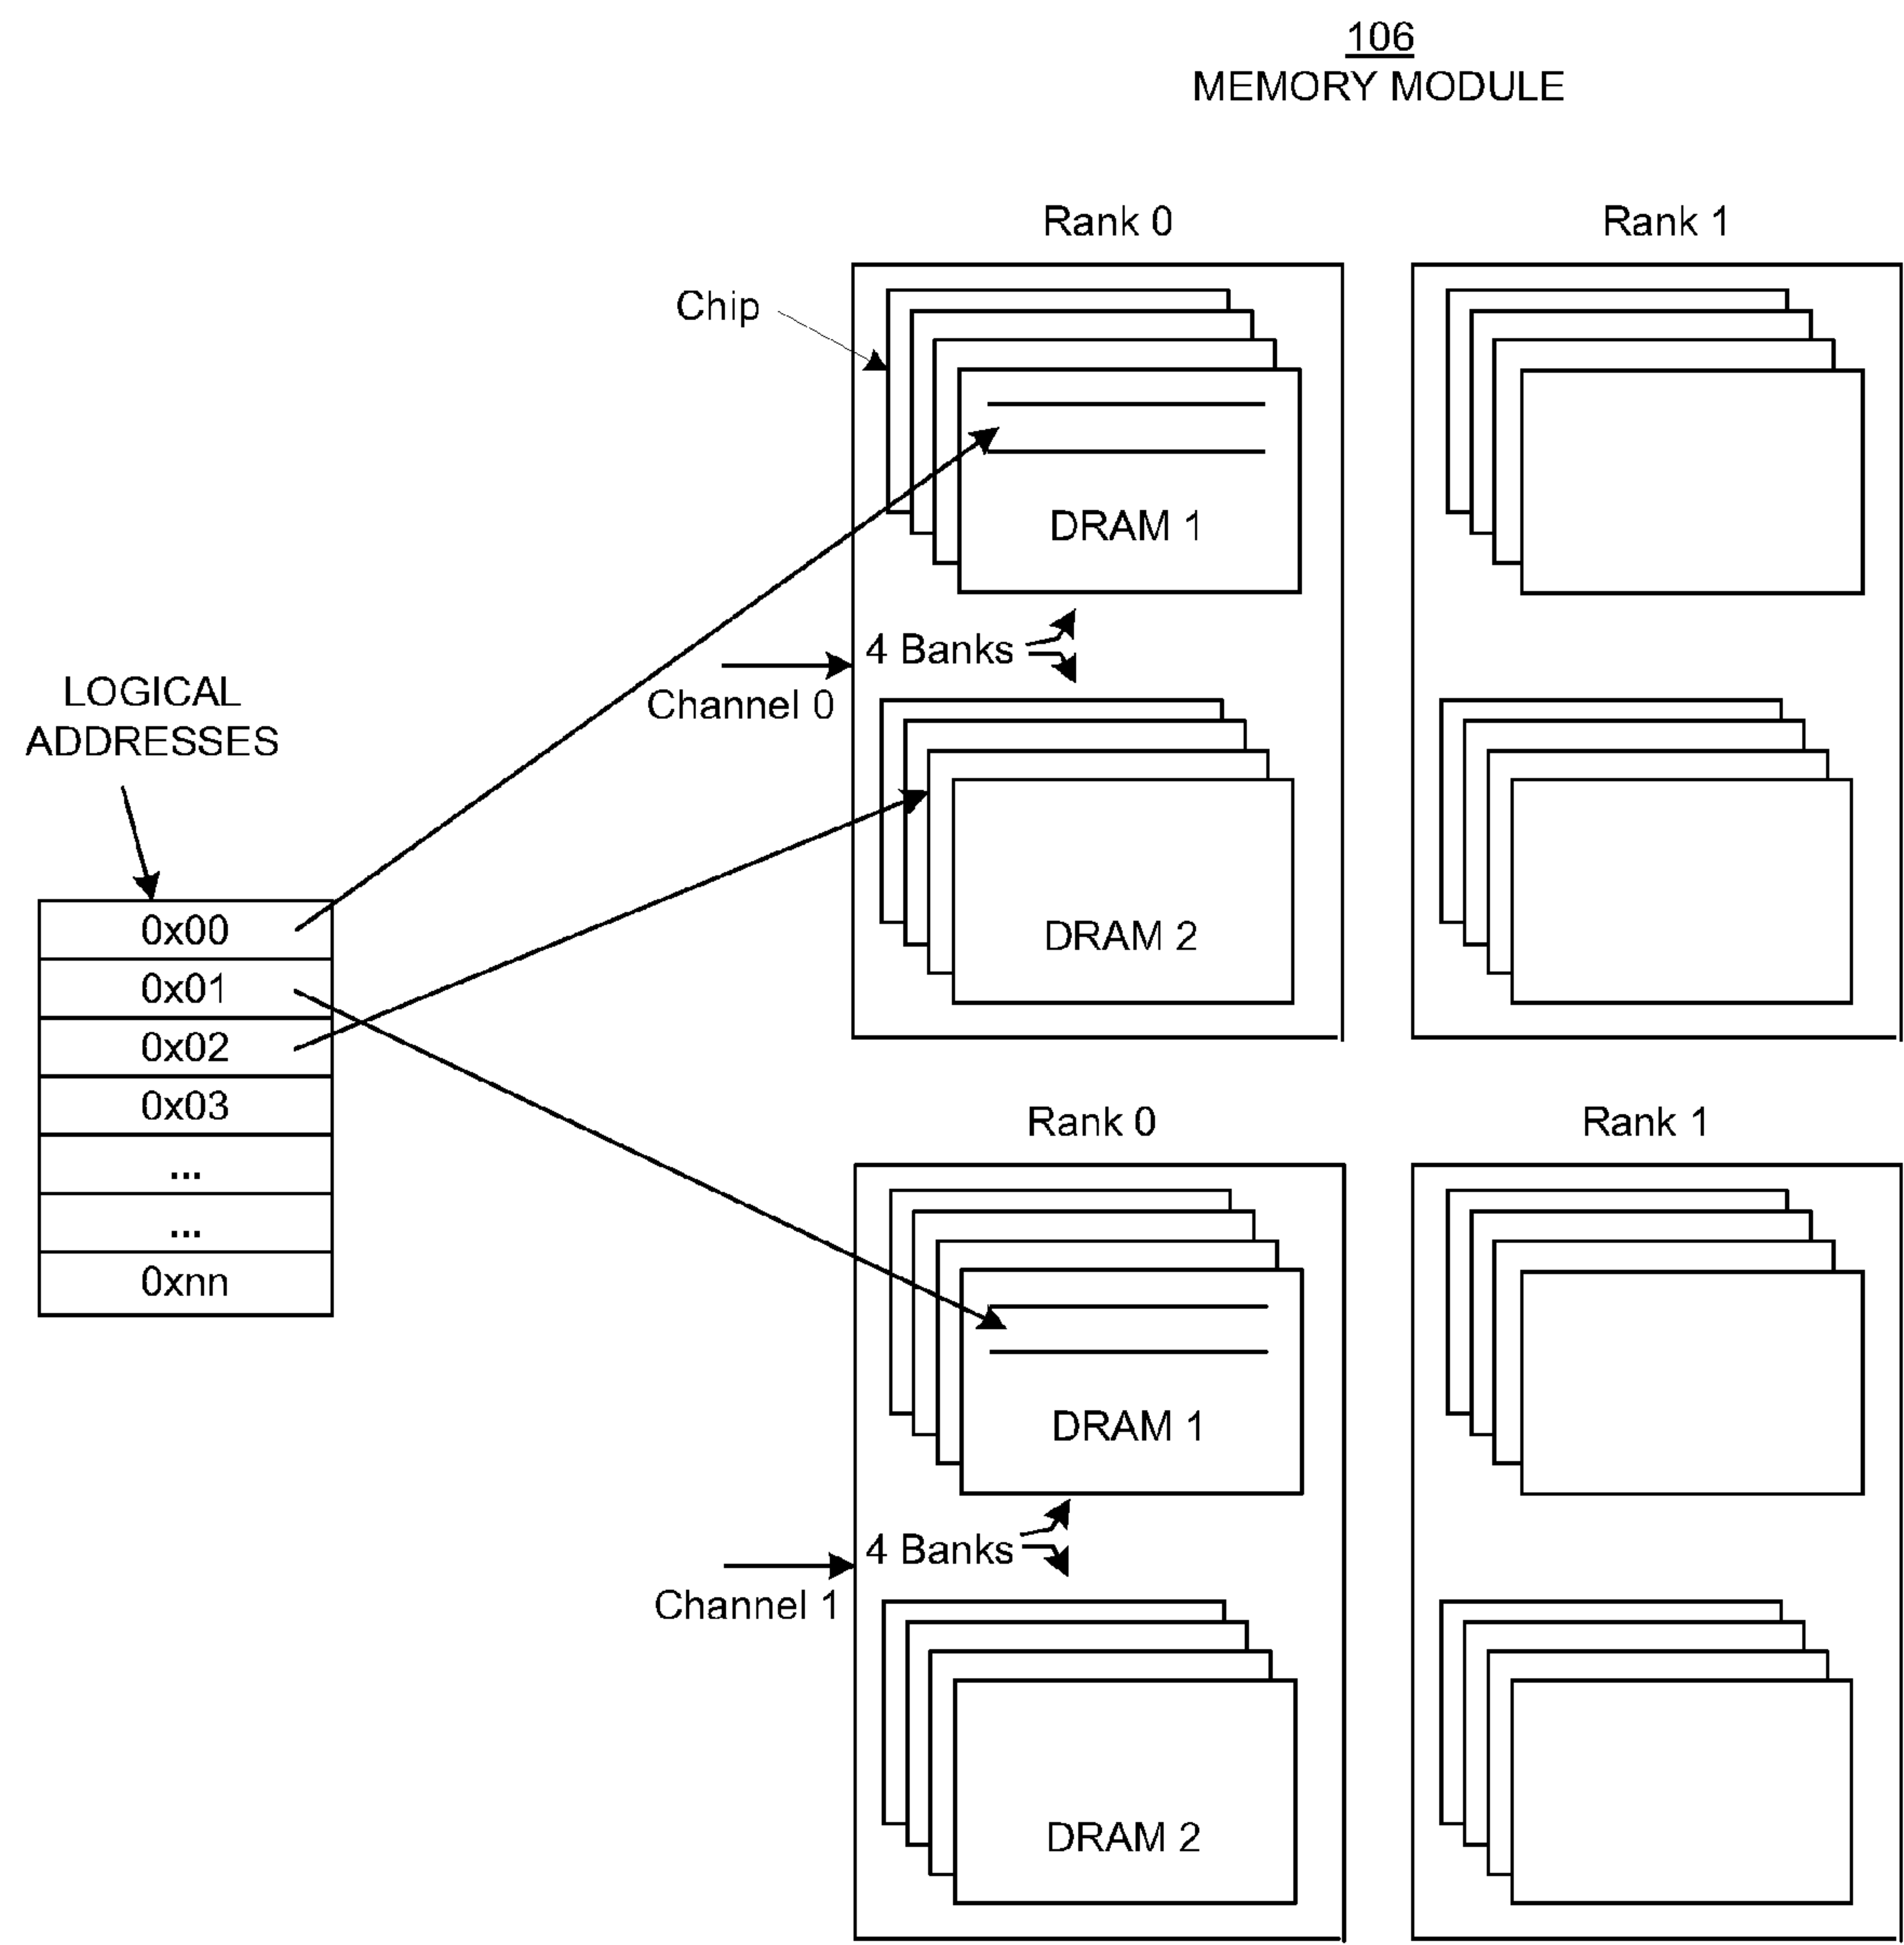 106
MEMORY MODULE
Rank 0
Rank 1
Chip
DRAM 1
4 Banks
Channel 0
LOGICAL
ADDRESSES
DRAM 2
0x00
0x01
0x02
0x03
...
...
0xnn
Rank 0
Rank 1
DRAM 1
4 Banks
Channel 1
DRAM 2